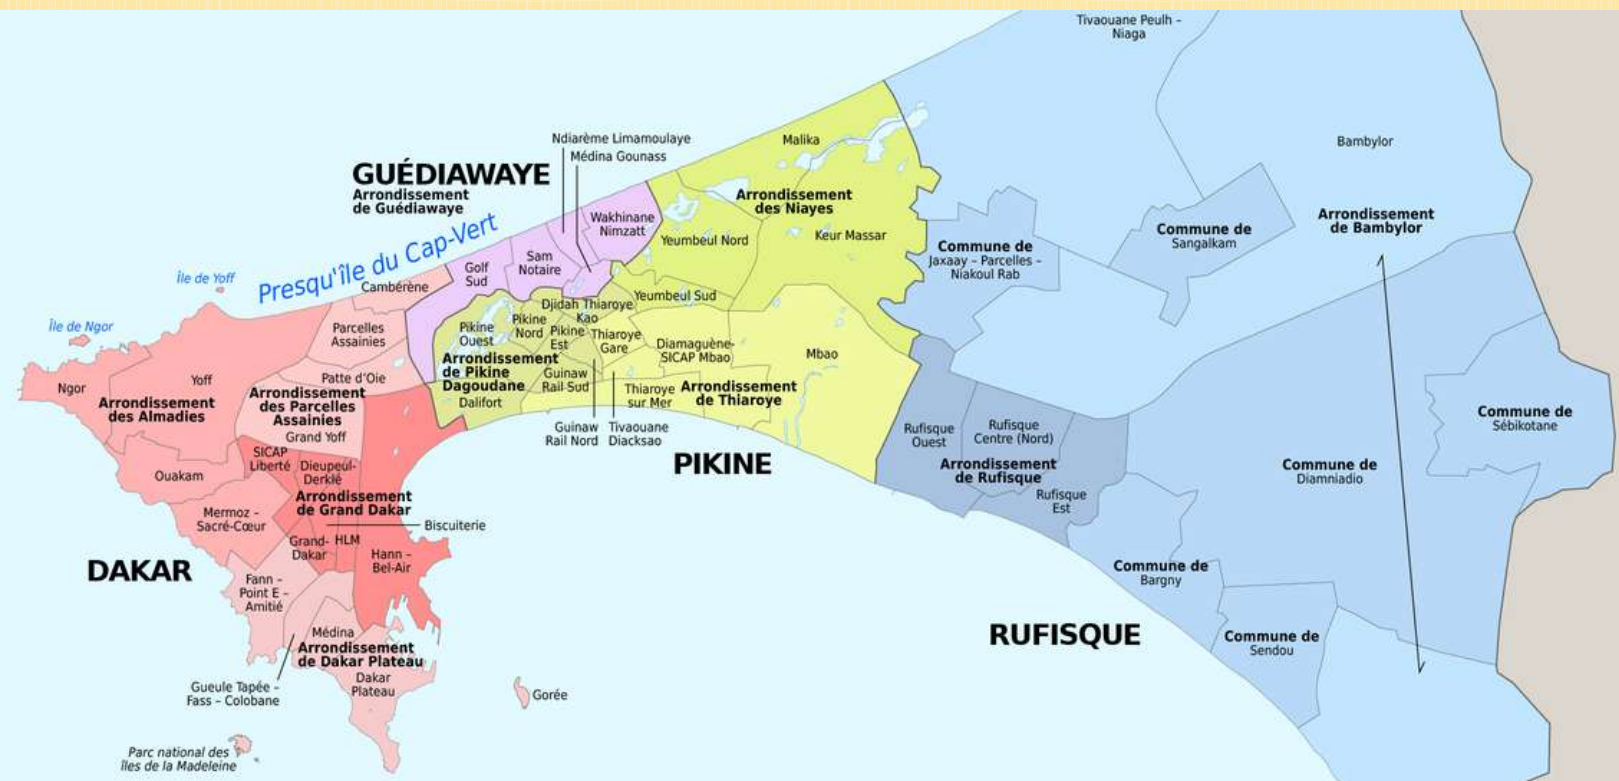 Tivaouane Peulh –
Niaga
Ndiarème Limamoulaye
Médina Gounass
Malika
Bambylor
GUÉDIAWAYE
Arrondissement
de Guédiawaye
Arrondissement
des Niayes
Wakhinane
Nimzatt
Yeumbeul Nord
Keur Massar
Arrondissement
de Bambylor
Commune de
Sangalkam
Commune de
Jaxaay – Parcelles –
Niakoul Rab
Presqu'île du Cap-Vert
Sam
Notaire
Golf
Sud
Île de Yoff
Cambérène
Yeumbeul Sud
Djidah Thiaroye
Kao
Île de Ngor
Parcelles
Assainies
Pikine
Ouest
Pikine
Nord
Pikine
Est
Thiaroye
Gare
Diamaguène-
SICAP Mbao
Mbao
Arrondissement
de Pikine
Dagoudane
Guinaw
Rail Sud
Ngor
Yoff
Patte d’Oie
Arrondissement
des Almadies
Arrondissement
des Parcelles
Assainies
Dalifort
Thiaroye
sur Mer
Arrondissement
de Thiaroye
Grand Yoff
Guinaw
Rail Nord
Tivaouane
Diacksao
Rufisque
Ouest
Rufisque
Centre (Nord)
Commune de
Sébikotane
SICAP
Liberté
Dieupeul-
Derklé
Ouakam
PIKINE
Arrondissement
de Rufisque
Commune de
Diamniadio
Arrondissement
de Grand Dakar
Rufisque
Est
Mermoz –
Sacré-Cœur
Biscuiterie
Grand-
Dakar
HLM
Hann –
Bel-Air
DAKAR
Commune de
Bargny
Fann –
Point E –
Amitié
RUFISQUE
Médina
Arrondissement
de Dakar Plateau
Commune de
Sendou
Dakar
Plateau
Gueule Tapée –
Fass – Colobane
Gorée
Parc national des
îles de la Madeleine